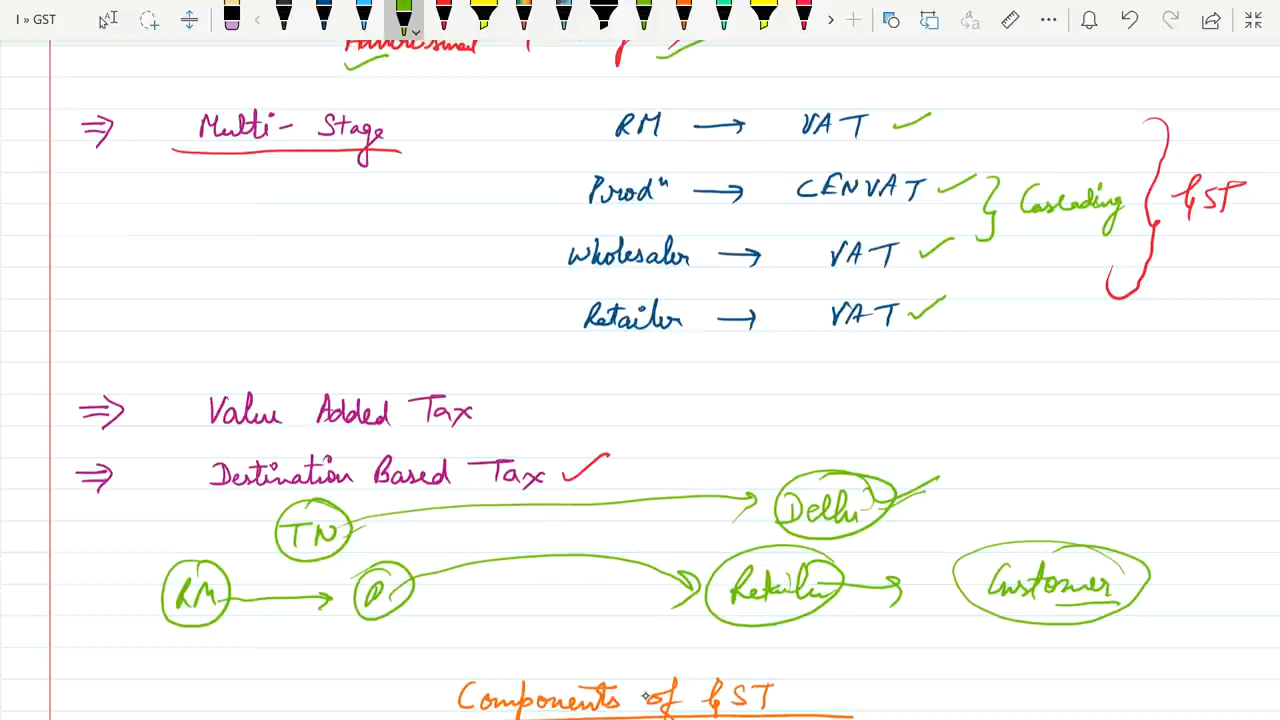 I » GST
⇒ Multi- Stage RM → VAT ✓
Prodⁿ → CENVAT ✓ } Cascading } GST
Wholesaler → VAT ✓
Retailer → VAT ✓
⇒ Value Added Tax
⇒ Destination Based Tax ✓
TN → Delhi ✓
RM → P → Retailer → Customer
Components of GST